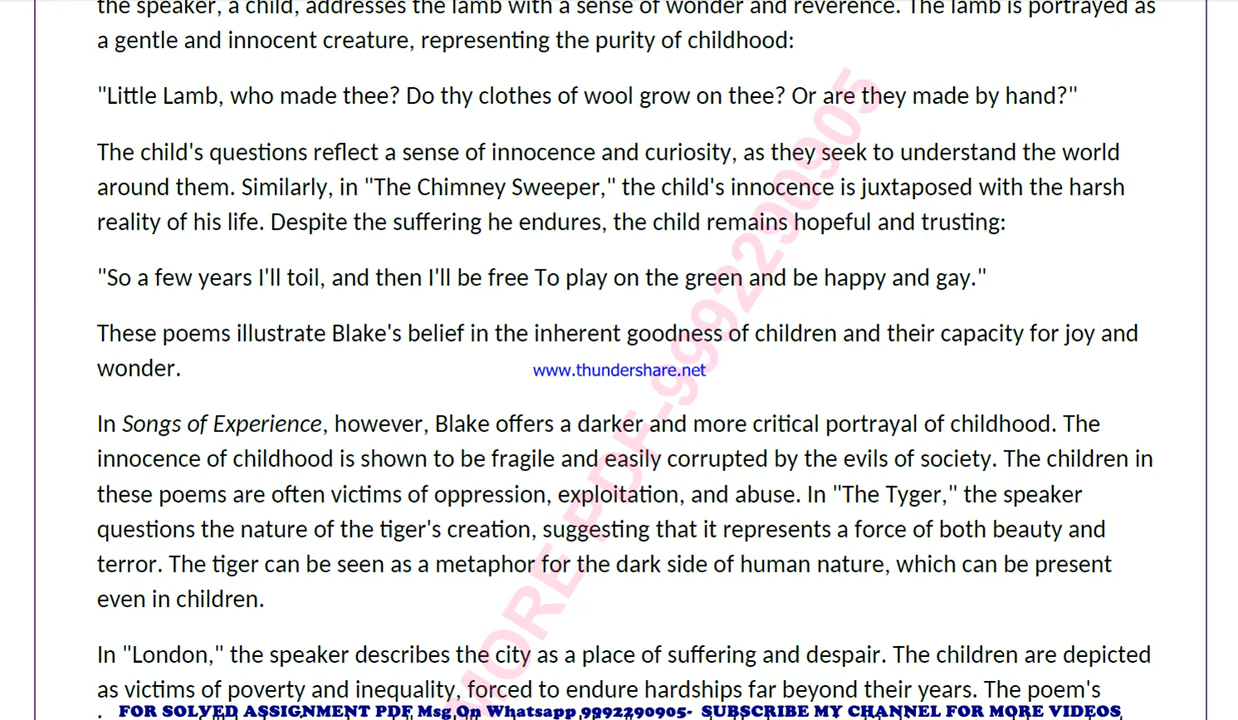 the speaker, a child, addresses the lamb with a sense of wonder and reverence. The lamb is portrayed as
a gentle and innocent creature, representing the purity of childhood:
"Little Lamb, who made thee? Do thy clothes of wool grow on thee? Or are they made by hand?"
The child's questions reflect a sense of innocence and curiosity, as they seek to understand the world
around them. Similarly, in "The Chimney Sweeper," the child's innocence is juxtaposed with the harsh
reality of his life. Despite the suffering he endures, the child remains hopeful and trusting:
"So a few years I'll toil, and then I'll be free To play on the green and be happy and gay."
These poems illustrate Blake's belief in the inherent goodness of children and their capacity for joy and
wonder.
www.thundershare.net
In Songs of Experience, however, Blake offers a darker and more critical portrayal of childhood. The
innocence of childhood is shown to be fragile and easily corrupted by the evils of society. The children in
these poems are often victims of oppression, exploitation, and abuse. In "The Tyger," the speaker
questions the nature of the tiger's creation, suggesting that it represents a force of both beauty and
terror. The tiger can be seen as a metaphor for the dark side of human nature, which can be present
even in children.
In "London," the speaker describes the city as a place of suffering and despair. The children are depicted
as victims of poverty and inequality, forced to endure hardships far beyond their years. The poem's
MORE PDF-9992290905
FOR SOLVED ASSIGNMENT PDF Msg On Whatsapp 9992290905- SUBSCRIBE MY CHANNEL FOR MORE VIDEOS